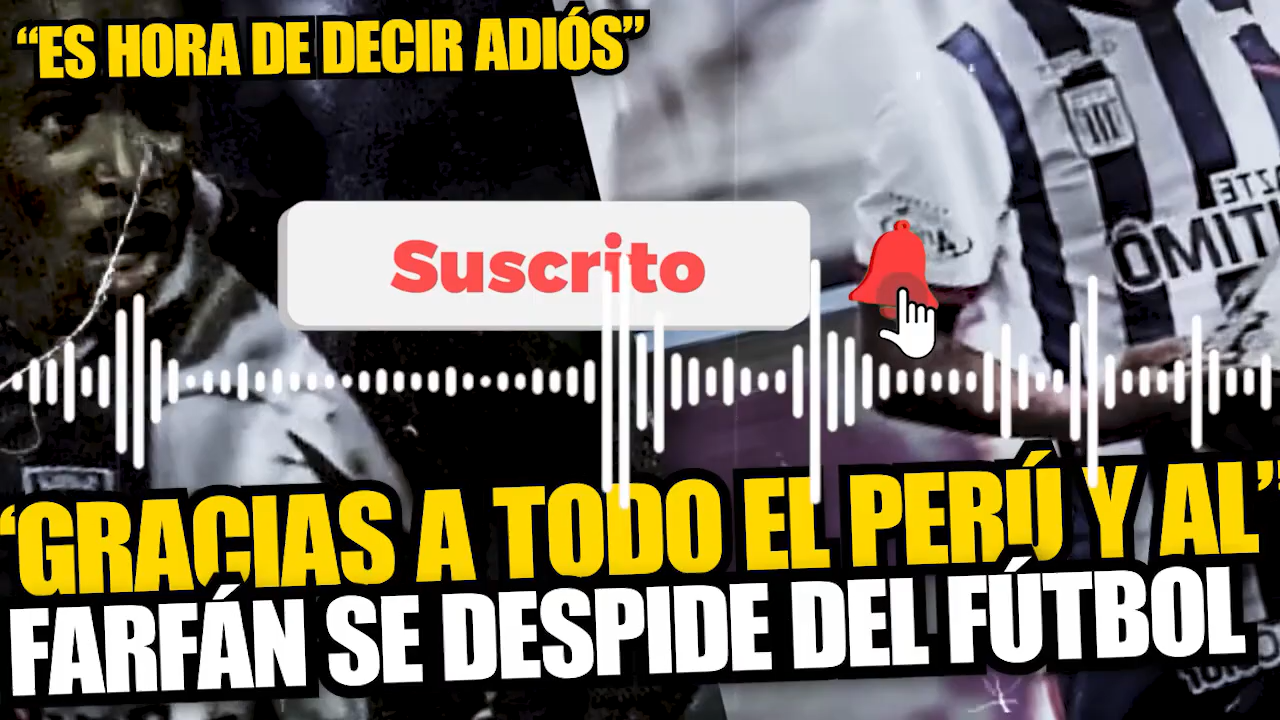 “ES HORA DE DECIR ADIÓS”
Suscrito
“GRACIAS A TODO EL PERÚ Y AL”
FARFÁN SE DESPIDE DEL FÚTBOL